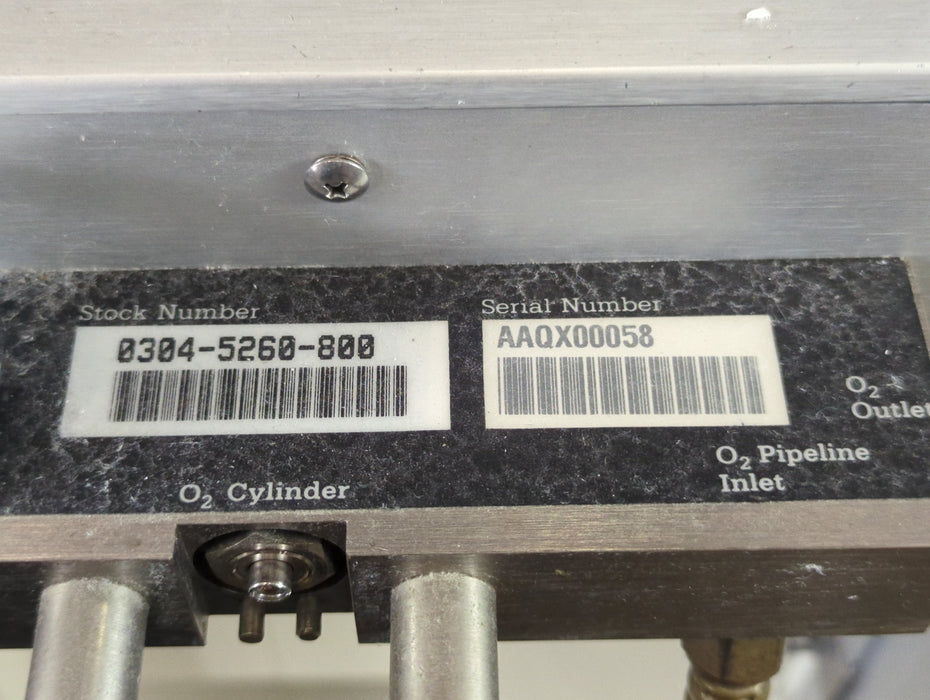 Stock Number
0304-5260-800
Serial Number
AAQX00058
O₂
Outlet
O₂ Pipeline
Inlet
O₂ Cylinder